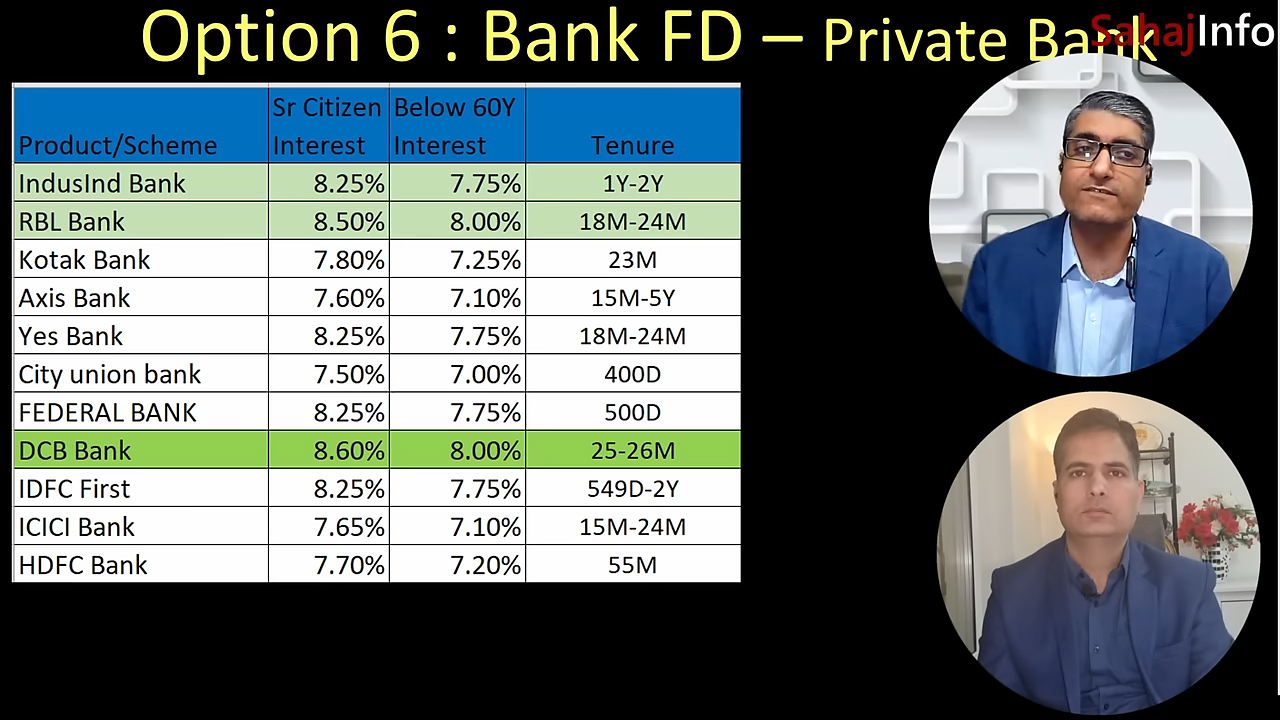 Option 6 : Bank FD – Private Bank
SahajInfo
Product/Scheme Sr Citizen Interest Below 60Y Interest Tenure
IndusInd Bank 8.25% 7.75% 1Y-2Y
RBL Bank 8.50% 8.00% 18M-24M
Kotak Bank 7.80% 7.25% 23M
Axis Bank 7.60% 7.10% 15M-5Y
Yes Bank 8.25% 7.75% 18M-24M
City union bank 7.50% 7.00% 400D
FEDERAL BANK 8.25% 7.75% 500D
DCB Bank 8.60% 8.00% 25-26M
IDFC First 8.25% 7.75% 549D-2Y
ICICI Bank 7.65% 7.10% 15M-24M
HDFC Bank 7.70% 7.20% 55M